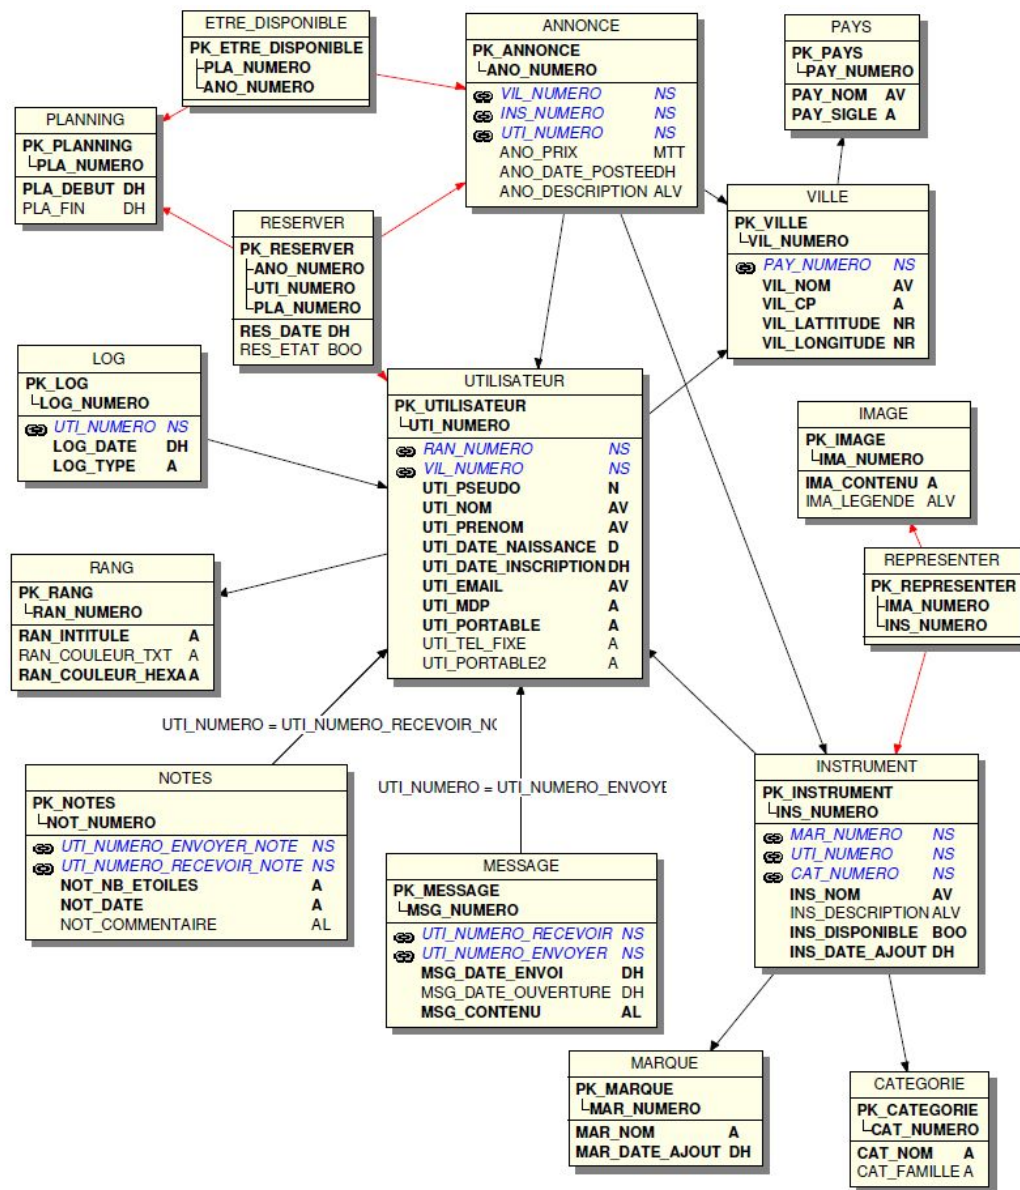 ETRE_DISPONIBLE
PK_ETRE_DISPONIBLE
PLA_NUMERO
ANO_NUMERO
ANNONCE
PK_ANNONCE
ANO_NUMERO
VIL_NUMERO NS
INS_NUMERO NS
UTI_NUMERO NS
ANO_PRIX MTT
ANO_DATE_POSTEE DH
ANO_DESCRIPTION ALV
PAYS
PK_PAYS
PAY_NUMERO
PAY_NOM AV
PAY_SIGLE A
PLANNING
PK_PLANNING
PLA_NUMERO
PLA_DEBUT DH
PLA_FIN DH
RESERVER
PK_RESERVER
ANO_NUMERO
UTI_NUMERO
PLA_NUMERO
RES_DATE DH
RES_ETAT BOO
VILLE
PK_VILLE
VIL_NUMERO
PAY_NUMERO NS
VIL_NOM AV
VIL_CP A
VIL_LATTITUDE NR
VIL_LONGITUDE NR
LOG
PK_LOG
LOG_NUMERO
UTI_NUMERO NS
LOG_DATE DH
LOG_TYPE A
UTILISATEUR
PK_UTILISATEUR
UTI_NUMERO
RAN_NUMERO NS
VIL_NUMERO NS
UTI_PSEUDO N
UTI_NOM AV
UTI_PRENOM AV
UTI_DATE_NAISSANCE D
UTI_DATE_INSCRIPTION DH
UTI_EMAIL AV
UTI_MDP A
UTI_PORTABLE A
UTI_TEL_FIXE A
UTI_PORTABLE2 A
IMAGE
PK_IMAGE
IMA_NUMERO
IMA_CONTENU A
IMA_LEGENDE ALV
REPRESENTER
PK_REPRESENTER
IMA_NUMERO
INS_NUMERO
RANG
PK_RANG
RAN_NUMERO
RAN_INTITULE A
RAN_COULEUR_TXT A
RAN_COULEUR_HEXA A
UTI_NUMERO = UTI_NUMERO_RECEVOIR_NO
NOTES
PK_NOTES
NOT_NUMERO
UTI_NUMERO_ENVOYER_NOTE NS
UTI_NUMERO_RECEVOIR_NOTE NS
NOT_NB_ETOILES A
NOT_DATE A
NOT_COMMENTAIRE AL
UTI_NUMERO = UTI_NUMERO_ENVOYE
MESSAGE
PK_MESSAGE
MSG_NUMERO
UTI_NUMERO_RECEVOIR NS
UTI_NUMERO_ENVOYER NS
MSG_DATE_ENVOI DH
MSG_DATE_OUVERTURE DH
MSG_CONTENU AL
INSTRUMENT
PK_INSTRUMENT
INS_NUMERO
MAR_NUMERO NS
UTI_NUMERO NS
CAT_NUMERO NS
INS_NOM AV
INS_DESCRIPTION ALV
INS_DISPONIBLE BOO
INS_DATE_AJOUT DH
MARQUE
PK_MARQUE
MAR_NUMERO
MAR_NOM A
MAR_DATE_AJOUT DH
CATEGORIE
PK_CATEGORIE
CAT_NUMERO
CAT_NOM A
CAT_FAMILLE A